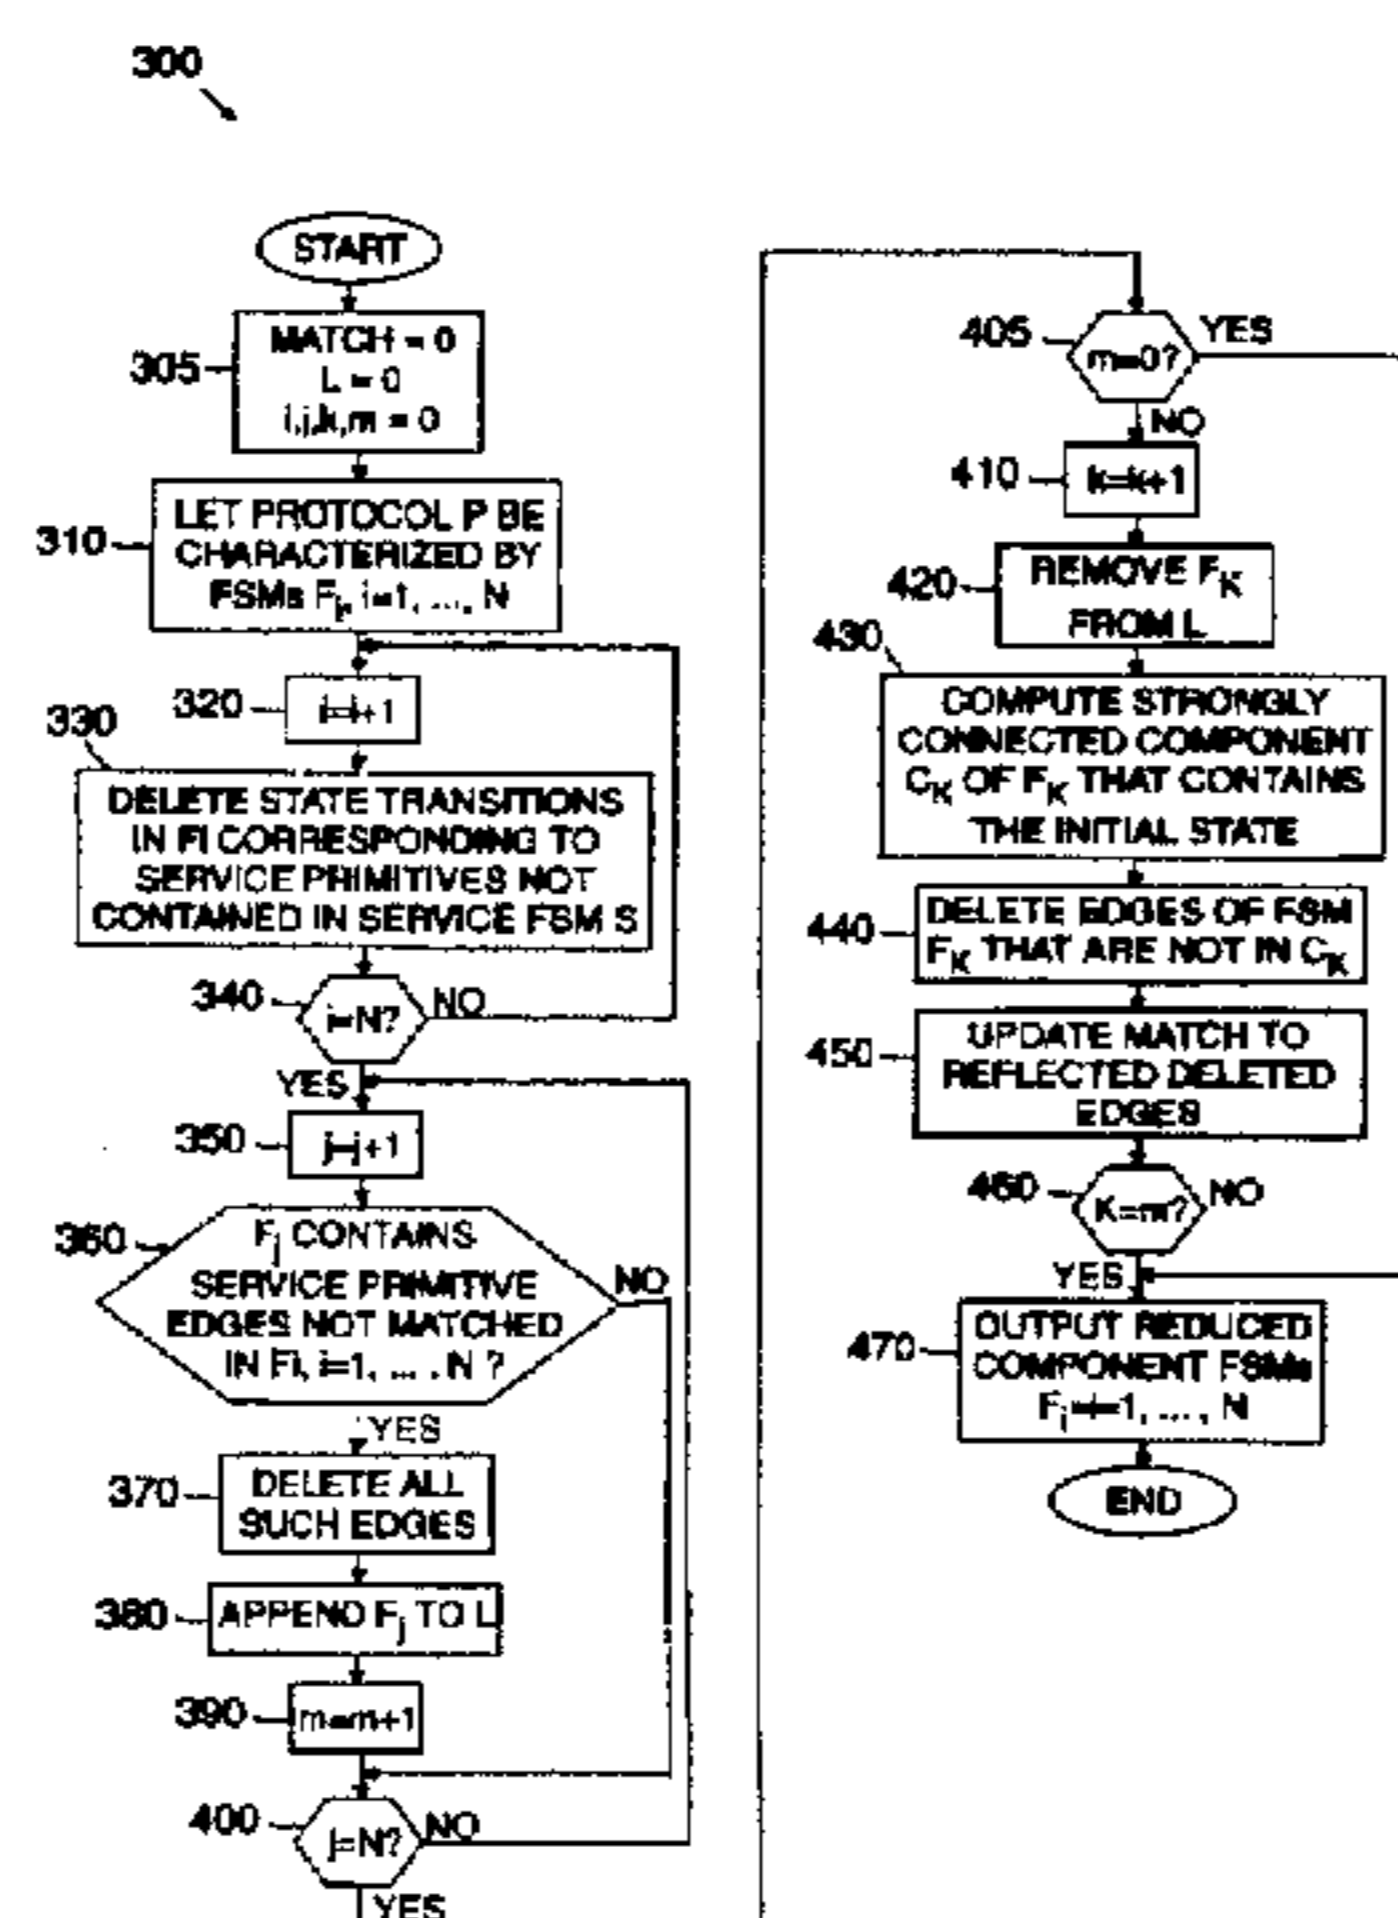 300
START
305
MATCH = 0
L = 0
i,j,k,m = 0
310
LET PROTOCOL P BE
CHARACTERIZED BY
FSMs Fi, i=1, ..., N
320
i=i+1
330
DELETE STATE TRANSITIONS
IN FI CORRESPONDING TO
SERVICE PRIMITIVES NOT
CONTAINED IN SERVICE FSM S
340
i=N?
NO
YES
350
j=j+1
360
Fj CONTAINS
SERVICE PRIMITIVE
EDGES NOT MATCHED
IN Fi, i=1, ... , N ?
NO
YES
370
DELETE ALL
SUCH EDGES
380
APPEND Fj TO L
390
m=m+1
400
j=N?
NO
YES
405
m=0?
YES
NO
410
k=k+1
420
REMOVE FK
FROM L
430
COMPUTE STRONGLY
CONNECTED COMPONENT
CK OF FK THAT CONTAINS
THE INITIAL STATE
440
DELETE EDGES OF FSM
FK THAT ARE NOT IN CK
450
UPDATE MATCH TO
REFLECTED DELETED
EDGES
460
K=m?
NO
YES
470
OUTPUT REDUCED
COMPONENT FSMs
Fi i=1, ..., N
END